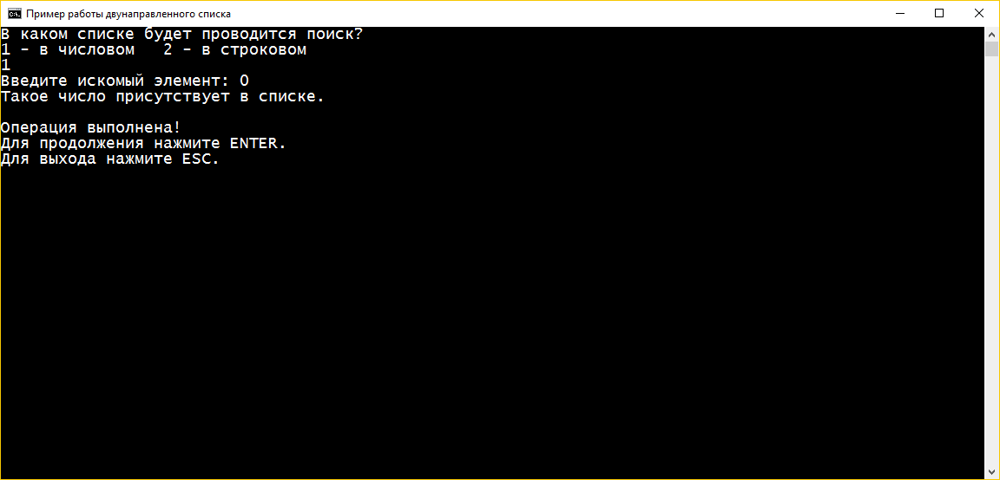 Пример работы двунаправленного списка
В каком списке будет проводится поиск?
1 - в числовом   2 - в строковом
1
Введите искомый элемент: 0
Такое число присутствует в списке.
Операция выполнена!
Для продолжения нажмите ENTER.
Для выхода нажмите ESC.